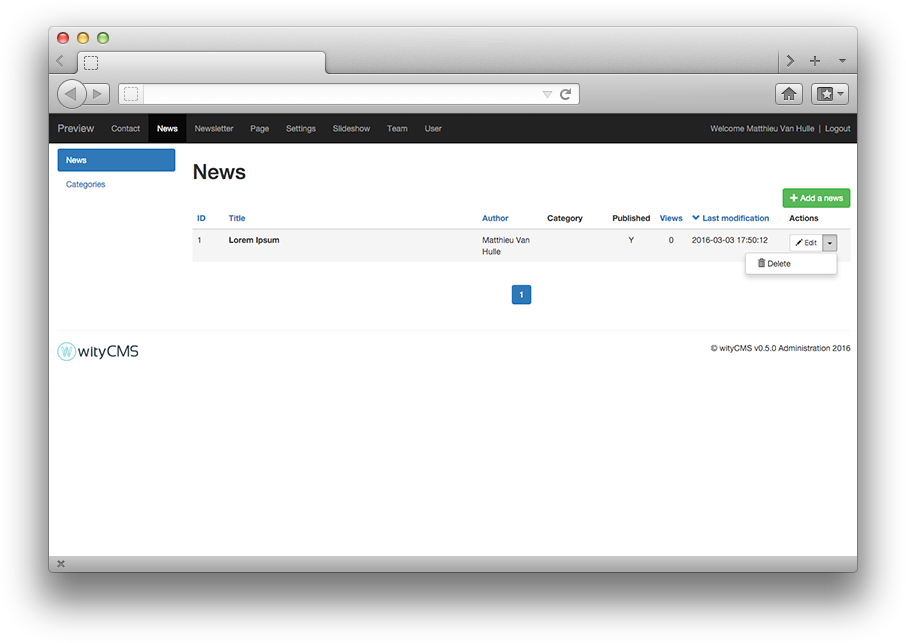 Preview Contact News Newsletter Page Settings Slideshow Team User Welcome Matthieu Van Hulle | Logout
News
Categories
News
Add a news
ID Title Author Category Published Views Last modification Actions
1 Lorem Ipsum Matthieu Van Y 0 2016-03-03 17:50:12 Edit
Hulle
Delete
1
W wityCMS © wityCMS v0.5.0 Administration 2016